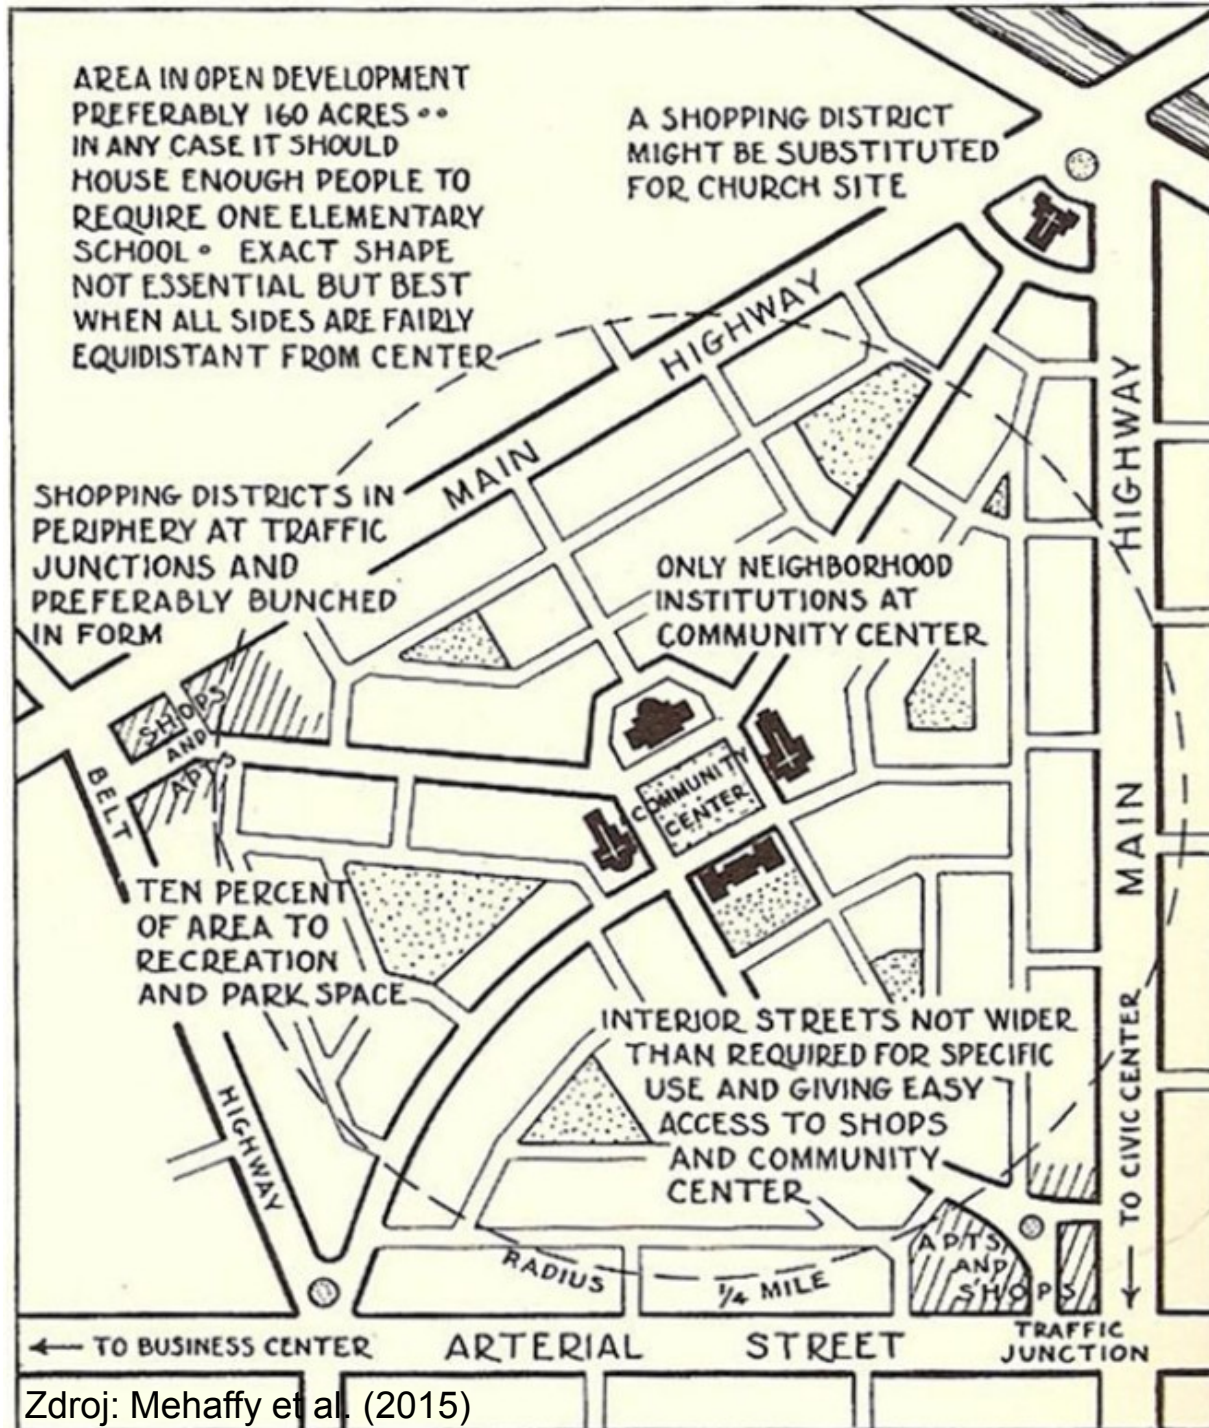 AREA IN OPEN DEVELOPMENT
PREFERABLY 160 ACRES ••
IN ANY CASE IT SHOULD
HOUSE ENOUGH PEOPLE TO
REQUIRE ONE ELEMENTARY
SCHOOL • EXACT SHAPE
NOT ESSENTIAL BUT BEST
WHEN ALL SIDES ARE FAIRLY
EQUIDISTANT FROM CENTER
A SHOPPING DISTRICT
MIGHT BE SUBSTITUTED
FOR CHURCH SITE
MAIN HIGHWAY
HIGHWAY
MAIN
SHOPPING DISTRICTS IN
PERIPHERY AT TRAFFIC
JUNCTIONS AND
PREFERABLY BUNCHED
IN FORM
ONLY NEIGHBORHOOD
INSTITUTIONS AT
COMMUNITY CENTER
SHOPS
AND
APTS
BELT
HIGHWAY
COMMUNITY
CENTER
TEN PERCENT
OF AREA TO
RECREATION
AND PARK SPACE
INTERIOR STREETS NOT WIDER
THAN REQUIRED FOR SPECIFIC
USE AND GIVING EASY
ACCESS TO SHOPS
AND COMMUNITY
CENTER
TO CIVIC CENTER
APTS
AND
SHOPS
RADIUS 1/4 MILE
TO BUSINESS CENTER
ARTERIAL STREET
TRAFFIC
JUNCTION
Zdroj: Mehaffy et al. (2015)